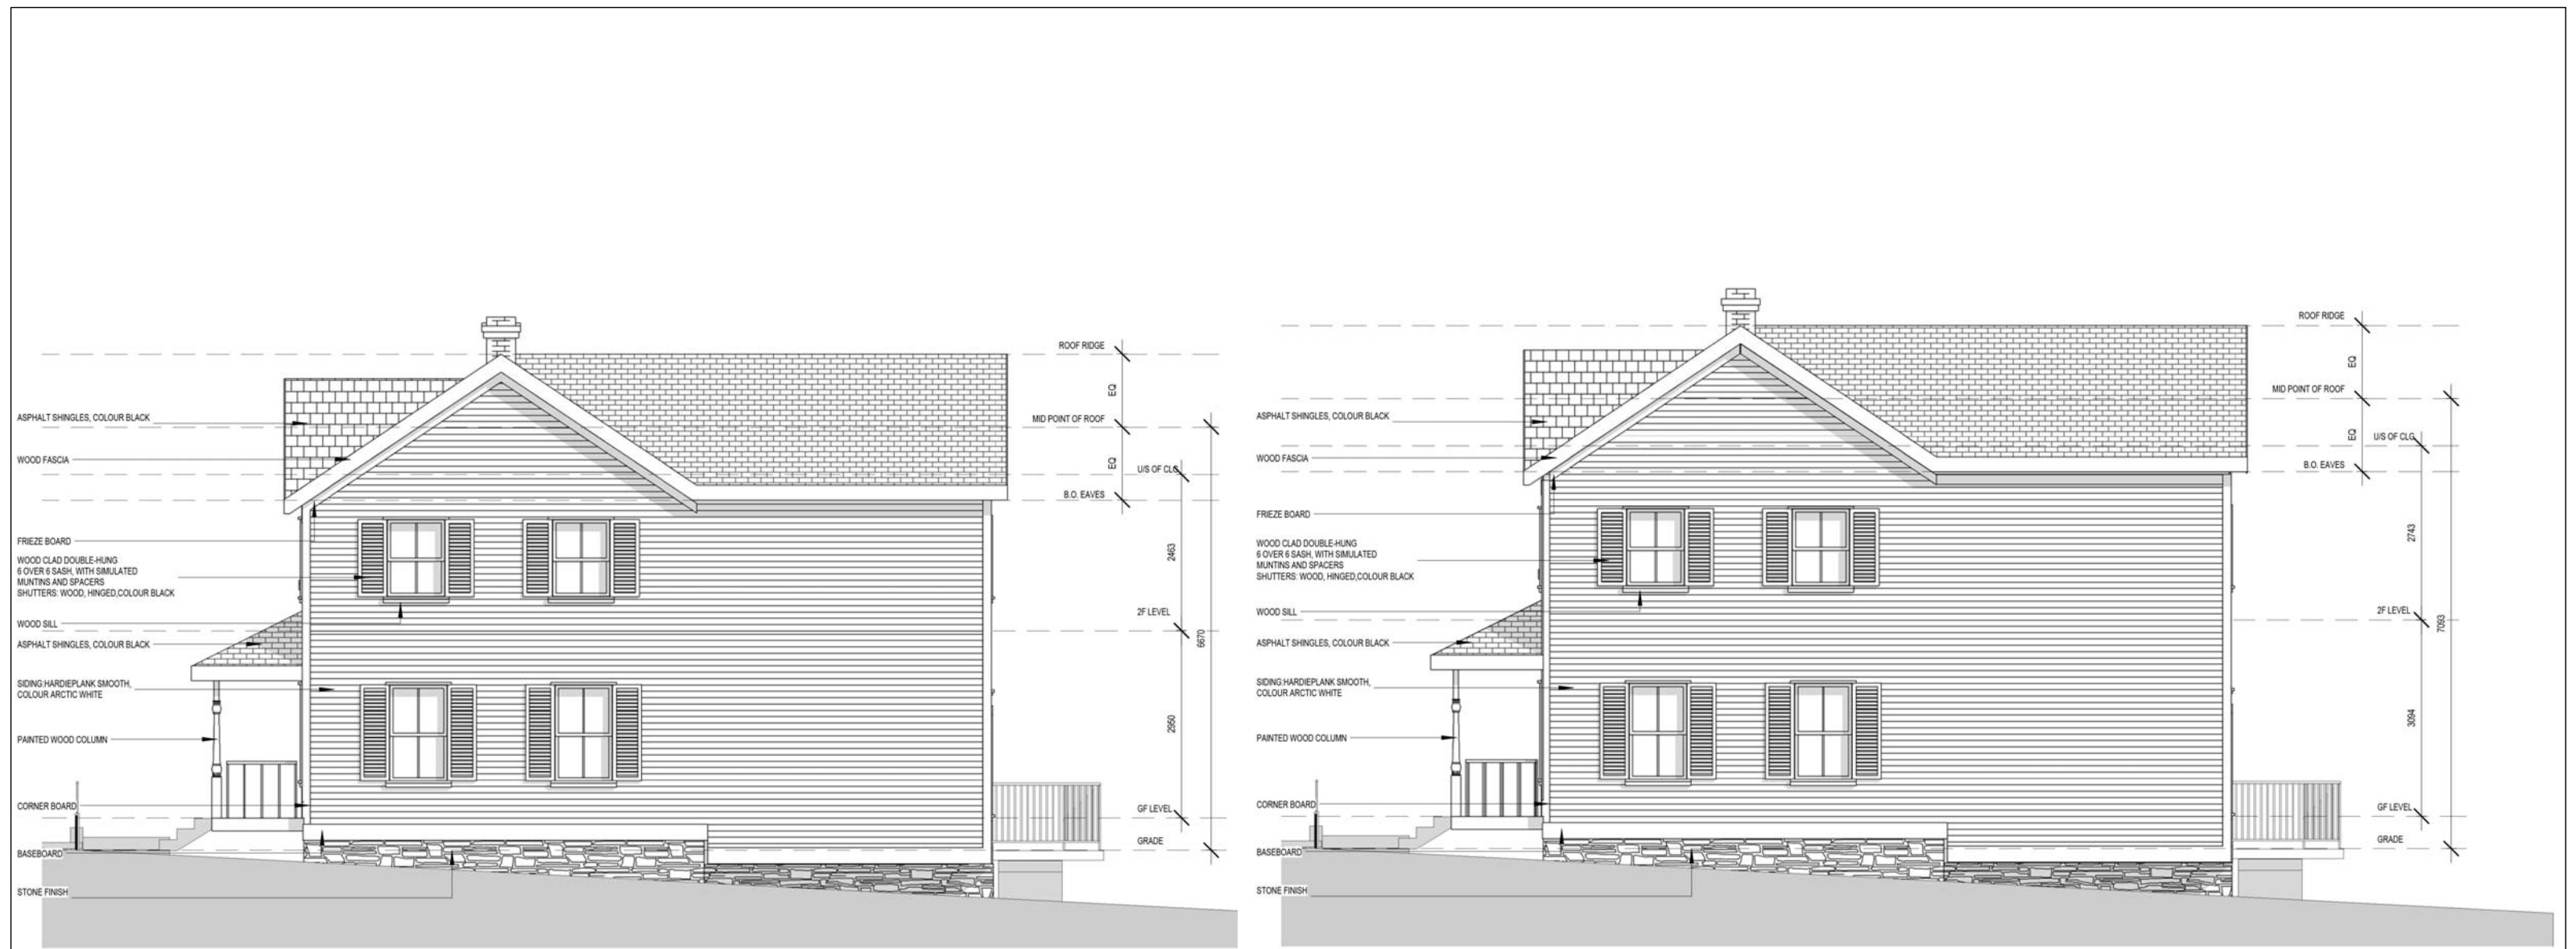 ROOF RIDGE
EQ
ASPHALT SHINGLES, COLOUR BLACK
MID POINT OF ROOF
WOOD FASCIA
EQ
U/S OF CLG
B.O. EAVES
FRIEZE BOARD
2463
WOOD CLAD DOUBLE-HUNG
6 OVER 6 SASH, WITH SIMULATED
MUNTINS AND SPACERS
SHUTTERS: WOOD, HINGED,COLOUR BLACK
2F LEVEL
WOOD SILL
6670
ASPHALT SHINGLES, COLOUR BLACK
SIDING:HARDIEPLANK SMOOTH,
COLOUR ARCTIC WHITE
2950
PAINTED WOOD COLUMN
CORNER BOARD
GF LEVEL
GRADE
BASEBOARD
STONE FINISH
ROOF RIDGE
EQ
MID POINT OF ROOF
ASPHALT SHINGLES, COLOUR BLACK
EQ
U/S OF CLG
WOOD FASCIA
B.O. EAVES
FRIEZE BOARD
2743
WOOD CLAD DOUBLE-HUNG
6 OVER 6 SASH, WITH SIMULATED
MUNTINS AND SPACERS
SHUTTERS: WOOD, HINGED,COLOUR BLACK
WOOD SILL
2F LEVEL
7093
ASPHALT SHINGLES, COLOUR BLACK
SIDING:HARDIEPLANK SMOOTH,
COLOUR ARCTIC WHITE
3094
PAINTED WOOD COLUMN
CORNER BOARD
GF LEVEL
GRADE
BASEBOARD
STONE FINISH